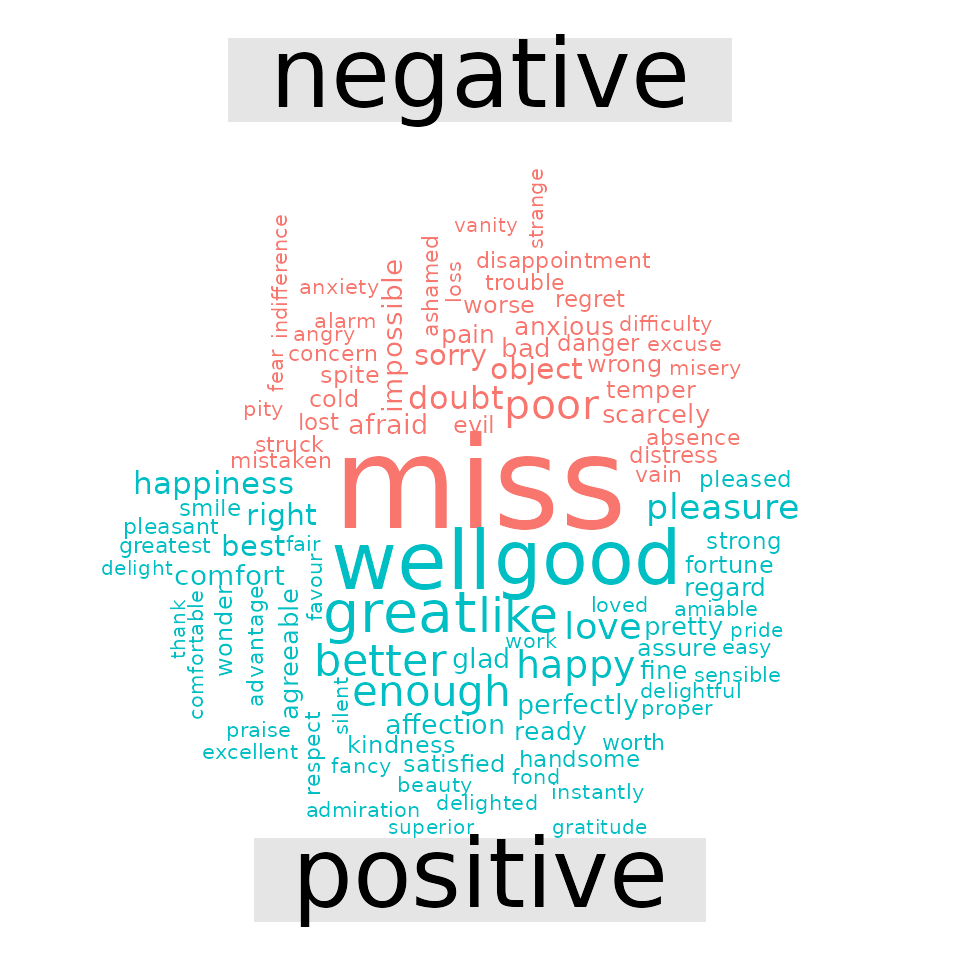 negative
strange
vanity
indifference
ashamed
disappointment
loss
trouble
impossible
anxiety
worse
regret
alarm
angry
pain
anxious
difficulty
fear
concern
sorry
bad
danger
excuse
spite
object
wrong
misery
cold
doubt
poor
temper
pity
lost
afraid
evil
scarcely
struck
absence
mistaken
miss
distress
vain
happiness
pleased
smile
right
pleasure
pleasant
greatest
best
fair
well
good
strong
delight
comfort
favour
fortune
regard
thank
comfortable
wonder
advantage
agreeable
great
like
loved
amiable
love
pretty
pride
work
assure
easy
better
glad
happy
fine
sensible
silent
enough
delightful
perfectly
proper
respect
affection
ready
praise
kindness
worth
excellent
fancy
satisfied
handsome
fond
beauty
instantly
admiration
delighted
superior
gratitude
positive